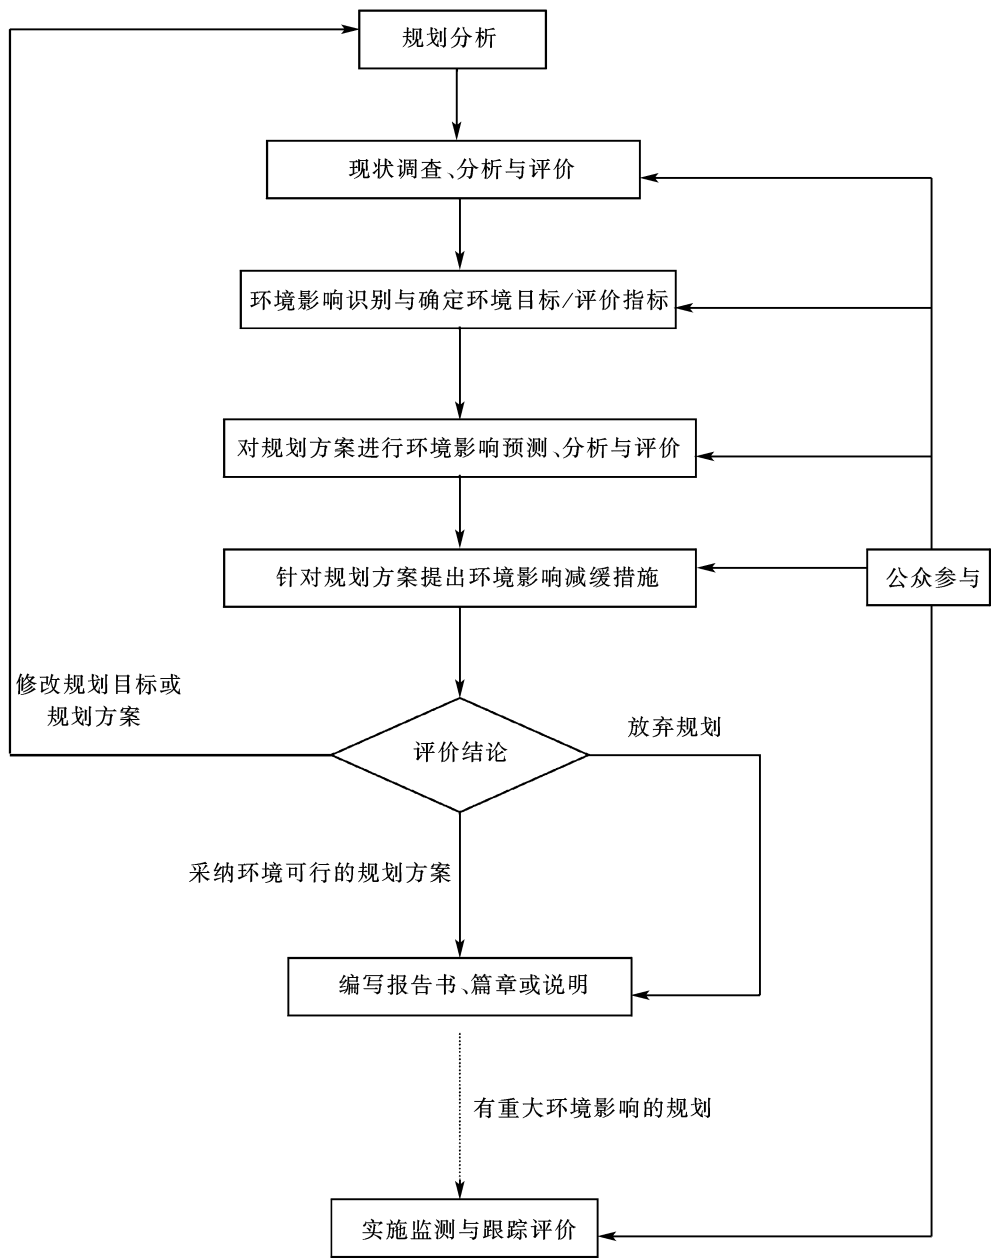 规划分析
现状调查、分析与评价
环境影响识别与确定环境目标/评价指标
对规划方案进行环境影响预测、分析与评价
针对规划方案提出环境影响减缓措施
公众参与
修改规划目标或
规划方案
放弃规划
评价结论
采纳环境可行的规划方案
编写报告书、篇章或说明
有重大环境影响的规划
实施监测与跟踪评价